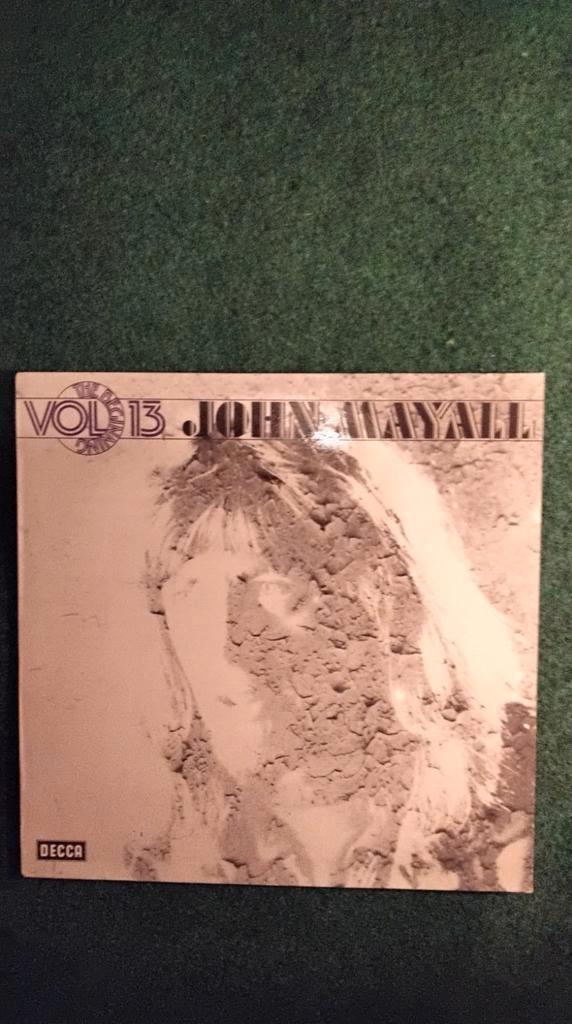 THE BEGINNING
VOL 13
JOHN MAYALL
DECCA